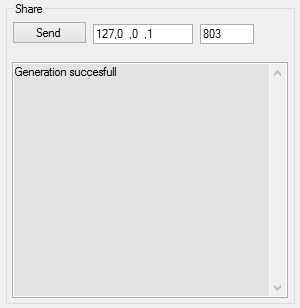 Share
Send 127,0 ,0 ,1 803
Generation succesfull